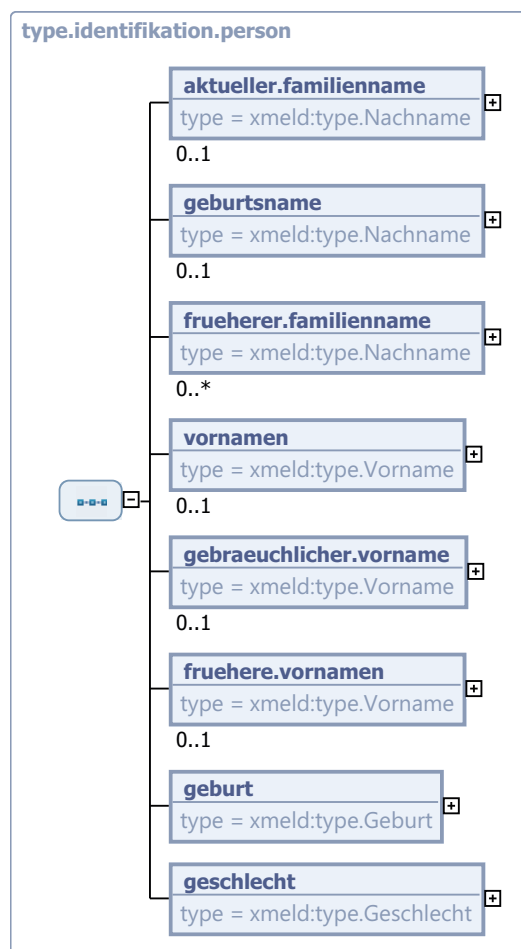 type.identifikation.person
aktueller.familienname
type = xmeld:type.Nachname
0..1
geburtsname
type = xmeld:type.Nachname
0..1
frueherer.familienname
type = xmeld:type.Nachname
0..*
vornamen
type = xmeld:type.Vorname
0..1
gebraeuchlicher.vorname
type = xmeld:type.Vorname
0..1
fruehere.vornamen
type = xmeld:type.Vorname
0..1
geburt
type = xmeld:type.Geburt
geschlecht
type = xmeld:type.Geschlecht